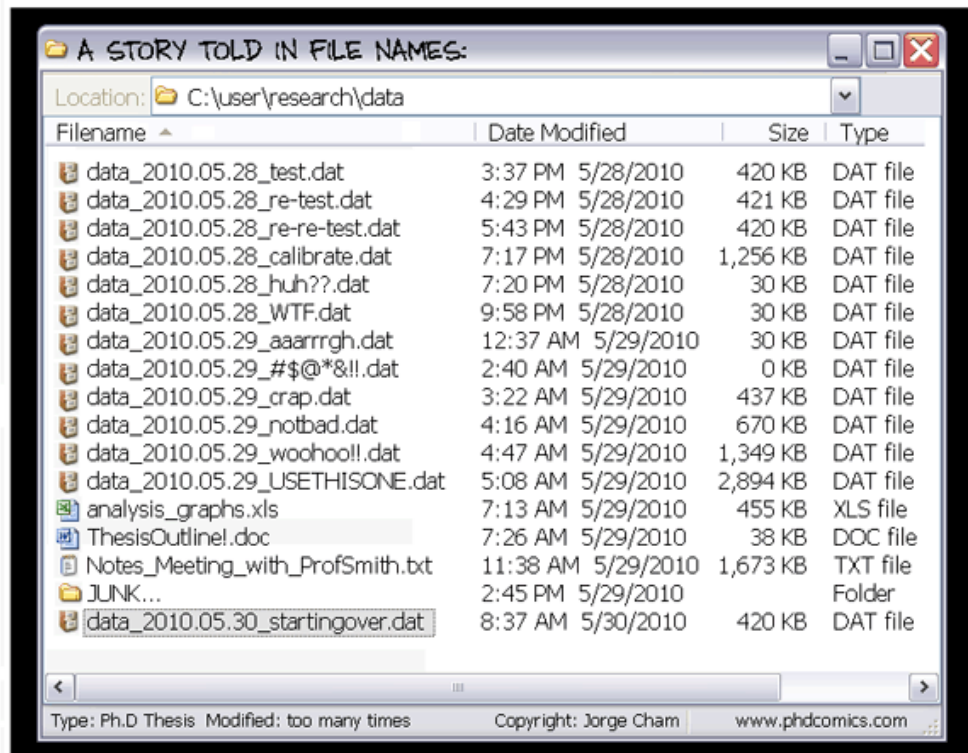 A STORY TOLD IN FILE NAMES:
Location: C:\user\research\data
Filename Date Modified Size Type
data_2010.05.28_test.dat 3:37 PM 5/28/2010 420 KB DAT file
data_2010.05.28_re-test.dat 4:29 PM 5/28/2010 421 KB DAT file
data_2010.05.28_re-re-test.dat 5:43 PM 5/28/2010 420 KB DAT file
data_2010.05.28_calibrate.dat 7:17 PM 5/28/2010 1,256 KB DAT file
data_2010.05.28_huh??.dat 7:20 PM 5/28/2010 30 KB DAT file
data_2010.05.28_WTF.dat 9:58 PM 5/28/2010 30 KB DAT file
data_2010.05.29_aaarrrgh.dat 12:37 AM 5/29/2010 30 KB DAT file
data_2010.05.29_#$@*&!!.dat 2:40 AM 5/29/2010 0 KB DAT file
data_2010.05.29_crap.dat 3:22 AM 5/29/2010 437 KB DAT file
data_2010.05.29_notbad.dat 4:16 AM 5/29/2010 670 KB DAT file
data_2010.05.29_woohoo!!.dat 4:47 AM 5/29/2010 1,349 KB DAT file
data_2010.05.29_USETHISONE.dat 5:08 AM 5/29/2010 2,894 KB DAT file
analysis_graphs.xls 7:13 AM 5/29/2010 455 KB XLS file
ThesisOutline!.doc 7:26 AM 5/29/2010 38 KB DOC file
Notes_Meeting_with_ProfSmith.txt 11:38 AM 5/29/2010 1,673 KB TXT file
JUNK... 2:45 PM 5/29/2010 Folder
data_2010.05.30_startingover.dat 8:37 AM 5/30/2010 420 KB DAT file
Type: Ph.D Thesis Modified: too many times Copyright: Jorge Cham www.phdcomics.com